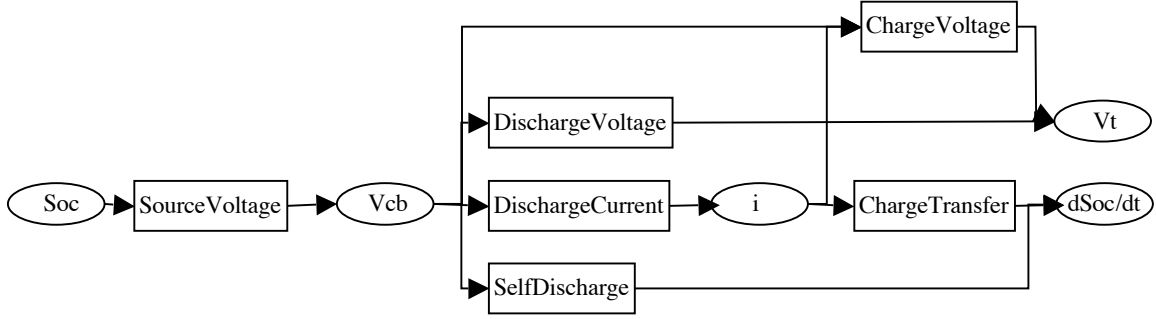 ChargeVoltage
DischargeVoltage
Vt
Soc
SourceVoltage
Vcb
DischargeCurrent
i
ChargeTransfer
dSoc/dt
SelfDischarge